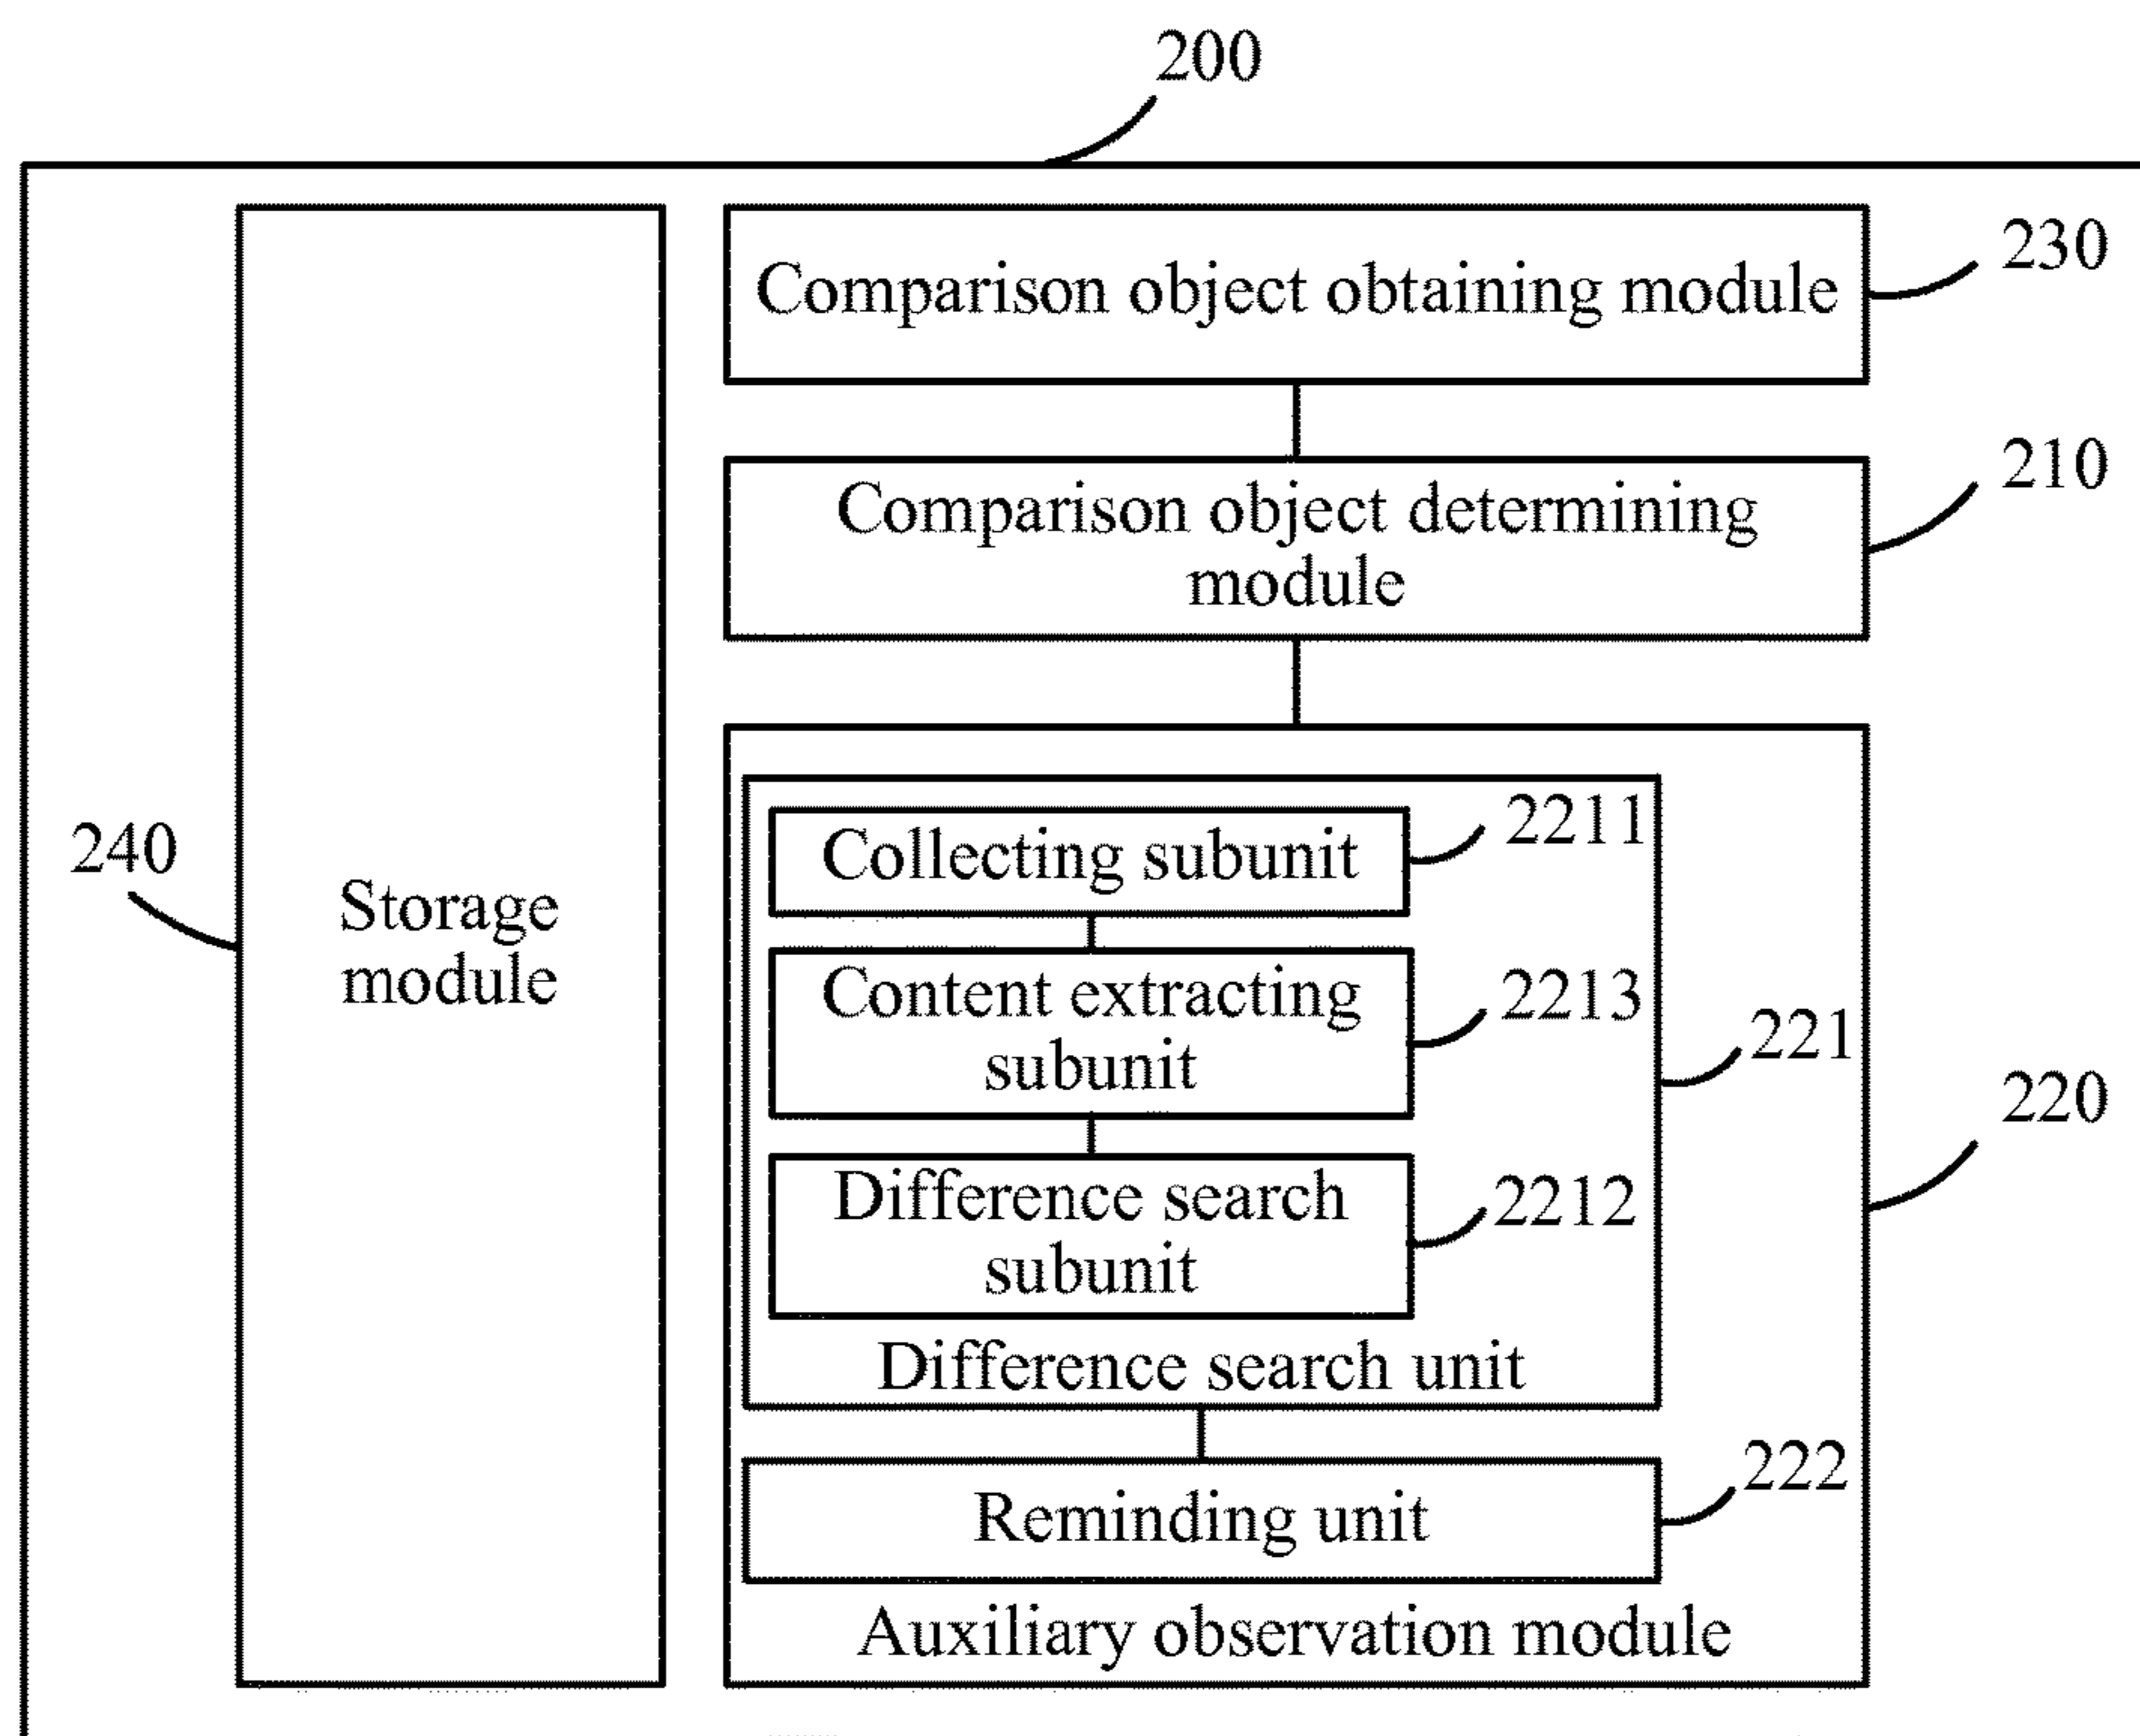 200
Comparison object obtaining module
230
Comparison object determining
module
210
240
Storage
module
Collecting subunit
2211
Content extracting
subunit
2213
Difference search
subunit
2212
Difference search unit
221
220
Reminding unit
222
Auxiliary observation module